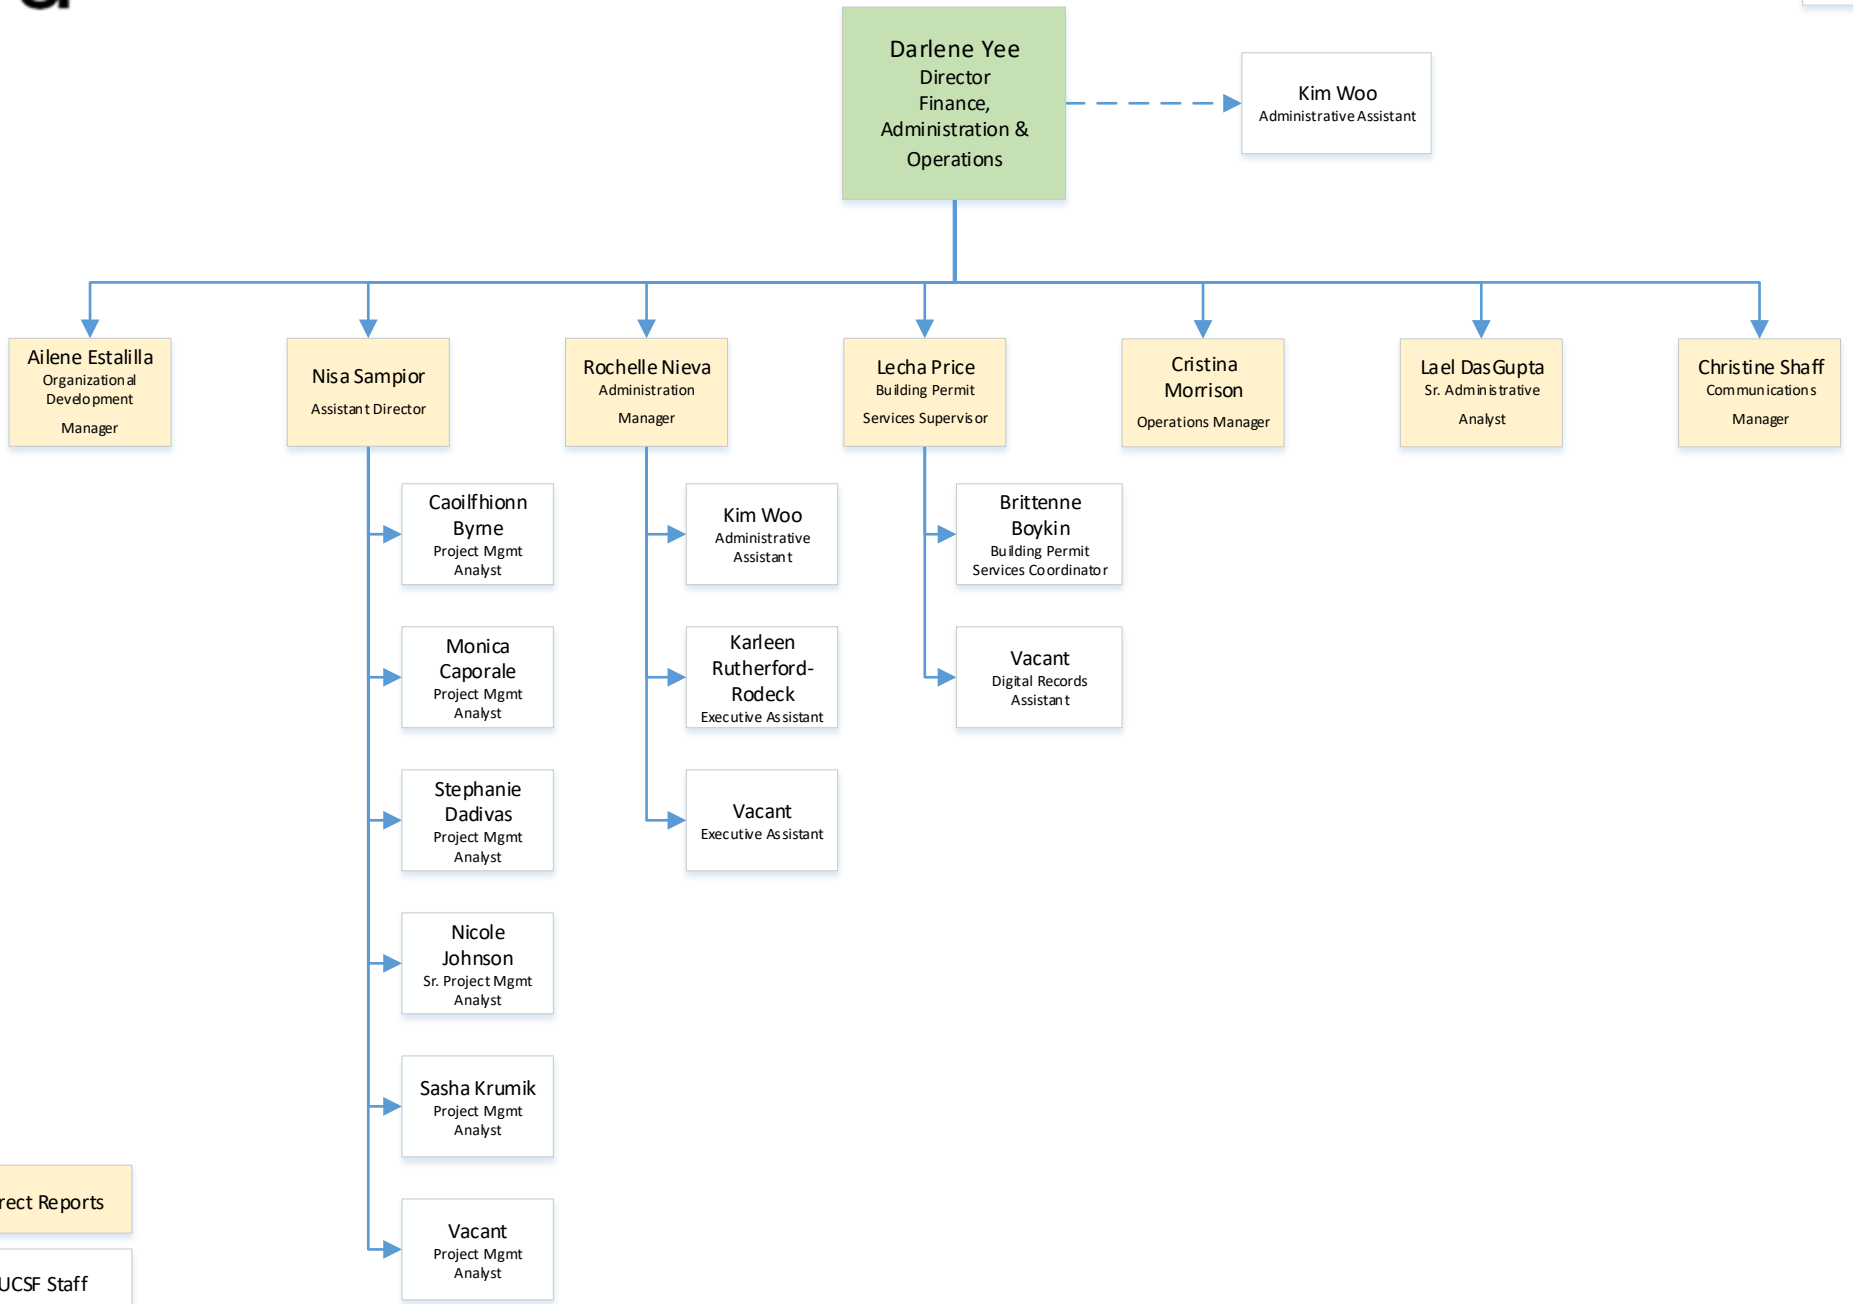 Darlene Yee
Director
Finance,
Administration &
Operations
Kim Woo
Administrative Assistant
Ailene Estalilla
Organizational
Development
Manager
Nisa Sampior
Assistant Director
Rochelle Nieva
Administration
Manager
Lecha Price
Building Permit
Services Supervisor
Cristina
Morrison
Operations Manager
Lael DasGupta
Sr. Administrative
Analyst
Christine Shaff
Communications
Manager
Caoilfhionn
Byrne
Project Mgmt
Analyst
Monica
Caporale
Project Mgmt
Analyst
Stephanie
Dadivas
Project Mgmt
Analyst
Nicole
Johnson
Sr. Project Mgmt
Analyst
Sasha Krumik
Project Mgmt
Analyst
Vacant
Project Mgmt
Analyst
Kim Woo
Administrative
Assistant
Karleen
Rutherford-
Rodeck
Executive Assistant
Vacant
Executive Assistant
Brittenne
Boykin
Building Permit
Services Coordinator
Vacant
Digital Records
Assistant
rect Reports
UCSF Staff